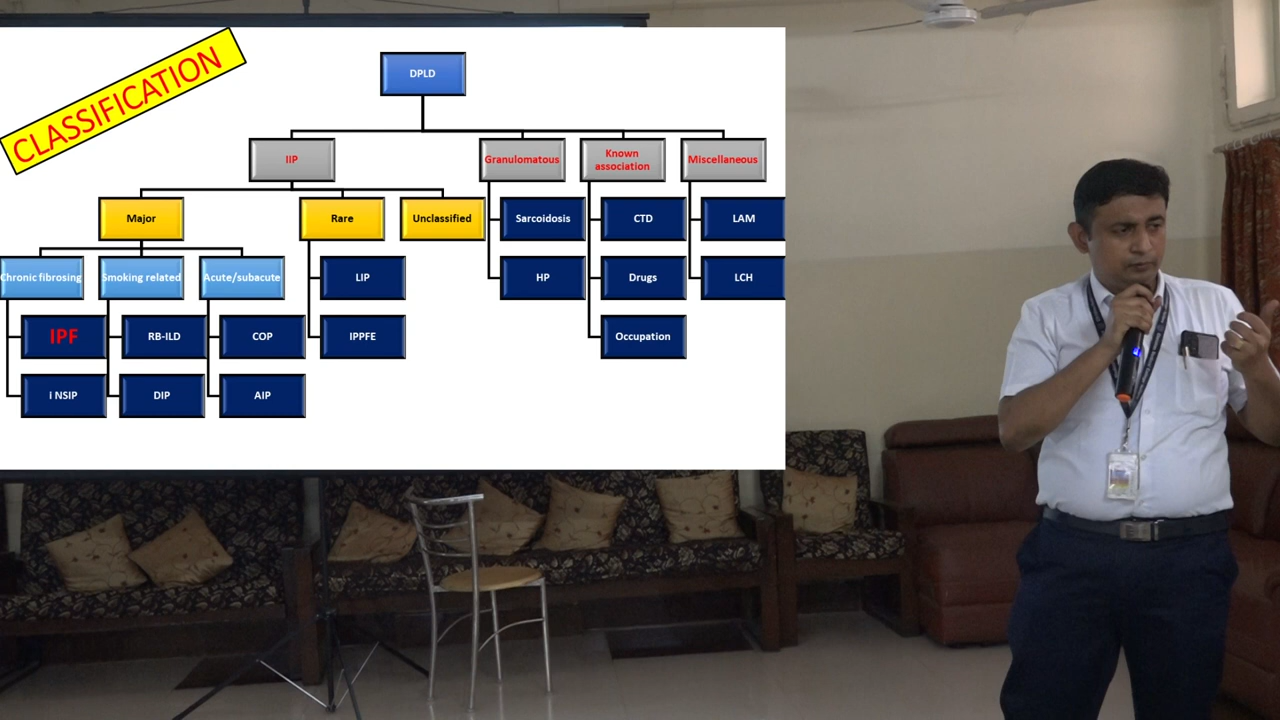 CLASSIFICATION
DPLD
IIP
Granulomatous
Known
association
Miscellaneous
Major
Rare
Unclassified
Sarcoidosis
CTD
LAM
Chronic fibrosing
Smoking related
Acute/subacute
LIP
HP
Drugs
LCH
IPF
RB-ILD
COP
IPPFE
Occupation
i NSIP
DIP
AIP